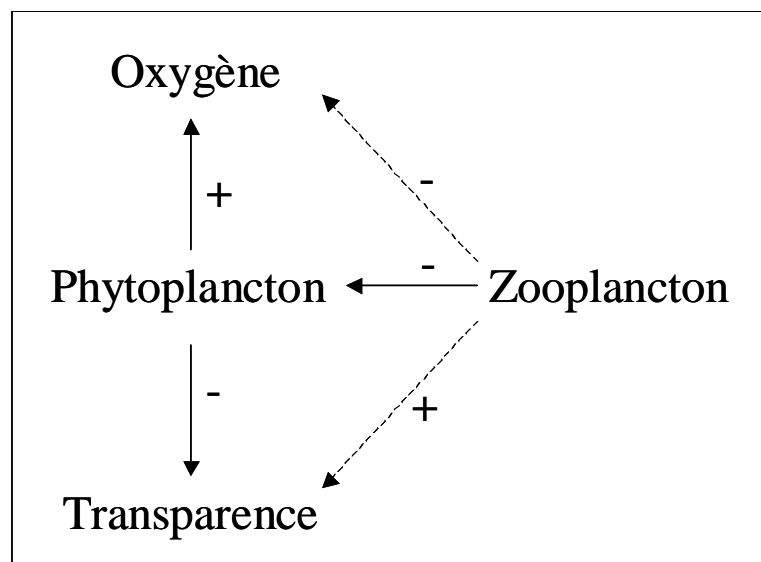 Oxygène
-
+
-
Phytoplancton
Zooplancton
-
+
Transparence